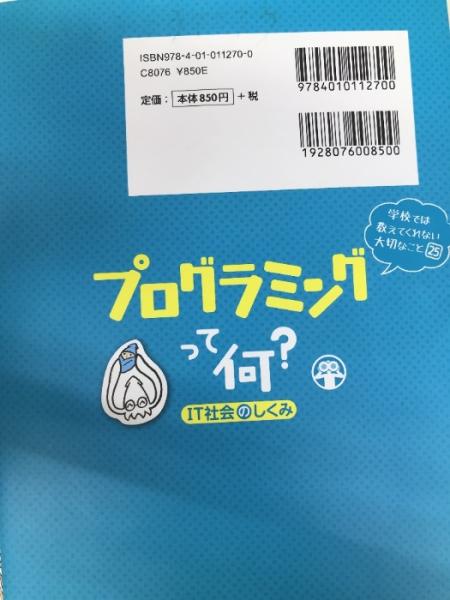 ISBN978-4-01-011270-0
C8076 ¥850E
定価：本体850円＋税
9784010112700
1928076008500
学校では
教えてくれない
大切なこと 25
プログラミング
って何？
IT社会のしくみ